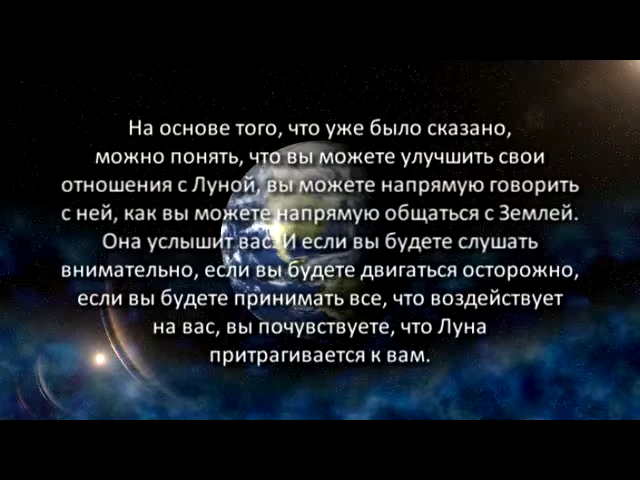 На основе того, что уже было сказано,
можно понять, что вы можете улучшить свои
отношения с Луной, вы можете напрямую говорить
с ней, как вы можете напрямую общаться с Землей.
Она услышит вас. И если вы будете слушать
внимательно, если вы будете двигаться осторожно,
если вы будете принимать все, что воздействует
на вас, вы почувствуете, что Луна
притрагивается к вам.